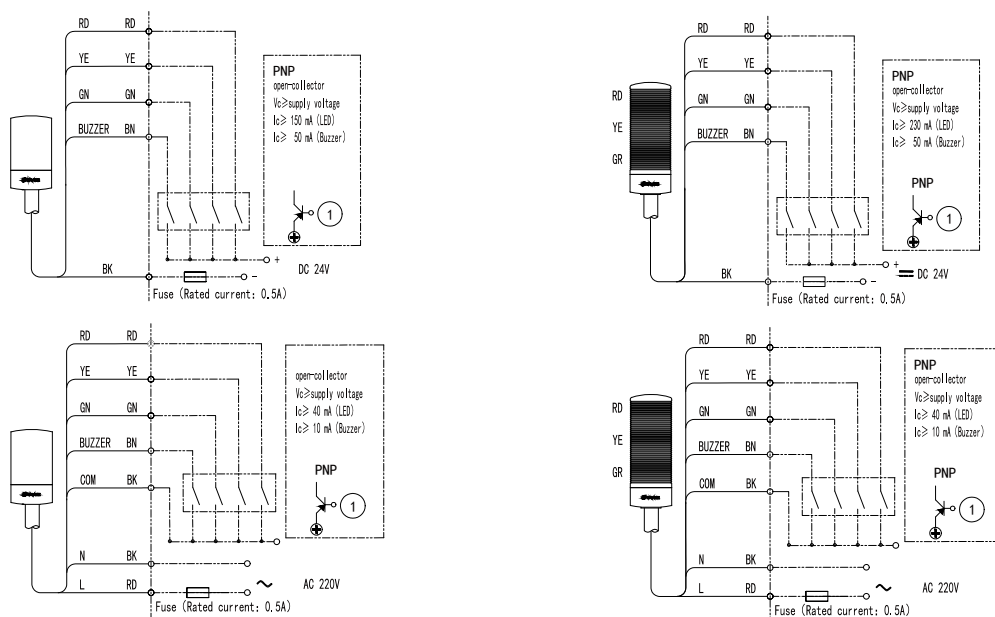 RD RD
YE YE
GN GN
BUZZER BN
BK
Fuse (Rated current: 0.5A)
PNP
open-collector
Vc≥supply voltage
Ic≥ 150 mA (LED)
Ic≥ 50 mA (Buzzer)
1
+
-
DC 24V
RD
YE
GR
RD RD
YE YE
GN GN
BUZZER BN
BK
Fuse (Rated current: 0.5A)
PNP
open-collector
Vc≥supply voltage
Ic≥ 230 mA (LED)
Ic≥ 50 mA (Buzzer)
PNP
1
+
-
DC 24V
RD RD
YE YE
GN GN
BUZZER BN
COM BK
N BK
L RD
Fuse (Rated current: 0.5A)
open-collector
Vc≥supply voltage
Ic≥ 40 mA (LED)
Ic≥ 10 mA (Buzzer)
PNP
1
~ AC 220V
RD
YE
GR
RD RD
YE YE
GN GN
BUZZER BN
COM BK
N BK
L RD
Fuse (Rated current: 0.5A)
PNP
open-collector
Vc≥supply voltage
Ic≥ 40 mA (LED)
Ic≥ 10 mA (Buzzer)
PNP
1
~ AC 220V